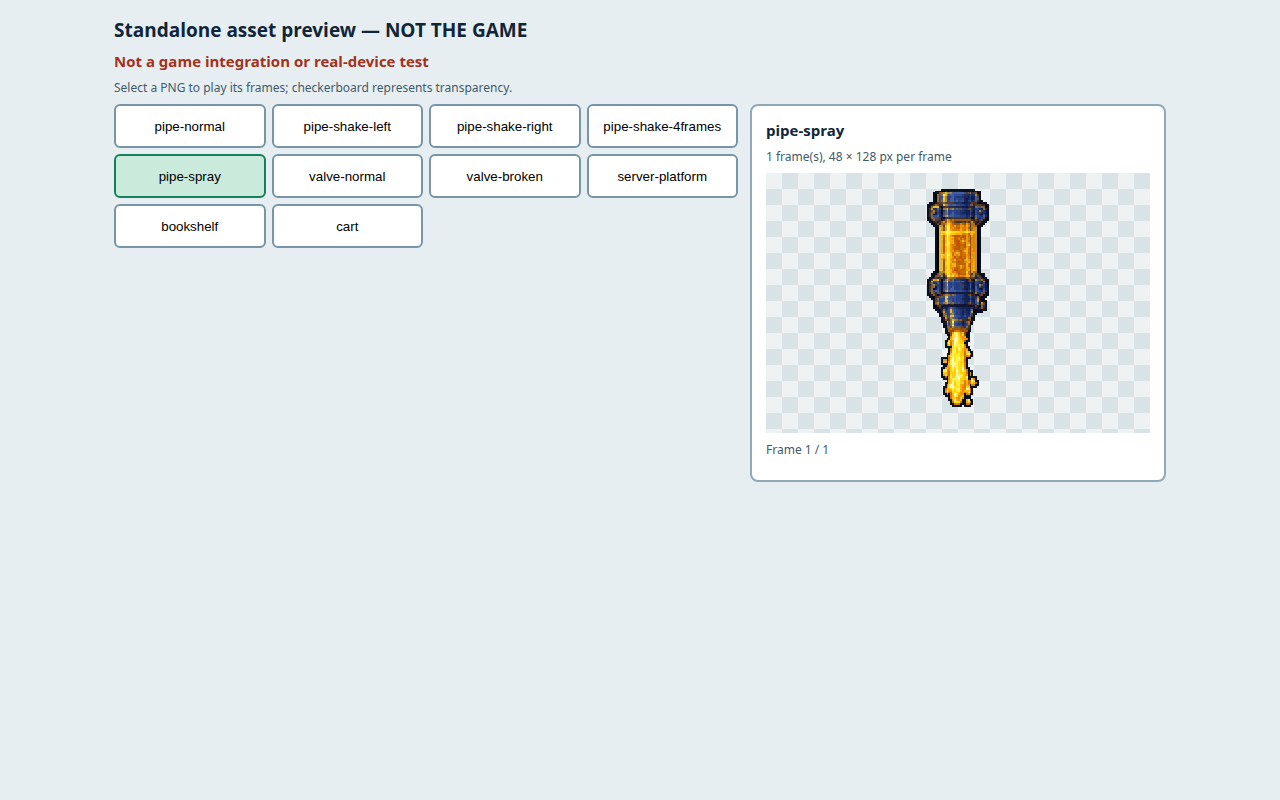 Standalone asset preview — NOT THE GAME
Not a game integration or real-device test
Select a PNG to play its frames; checkerboard represents transparency.
pipe-normal
pipe-shake-left
pipe-shake-right
pipe-shake-4frames
pipe-spray
valve-normal
valve-broken
server-platform
bookshelf
cart
pipe-spray
1 frame(s), 48 × 128 px per frame
Frame 1 / 1